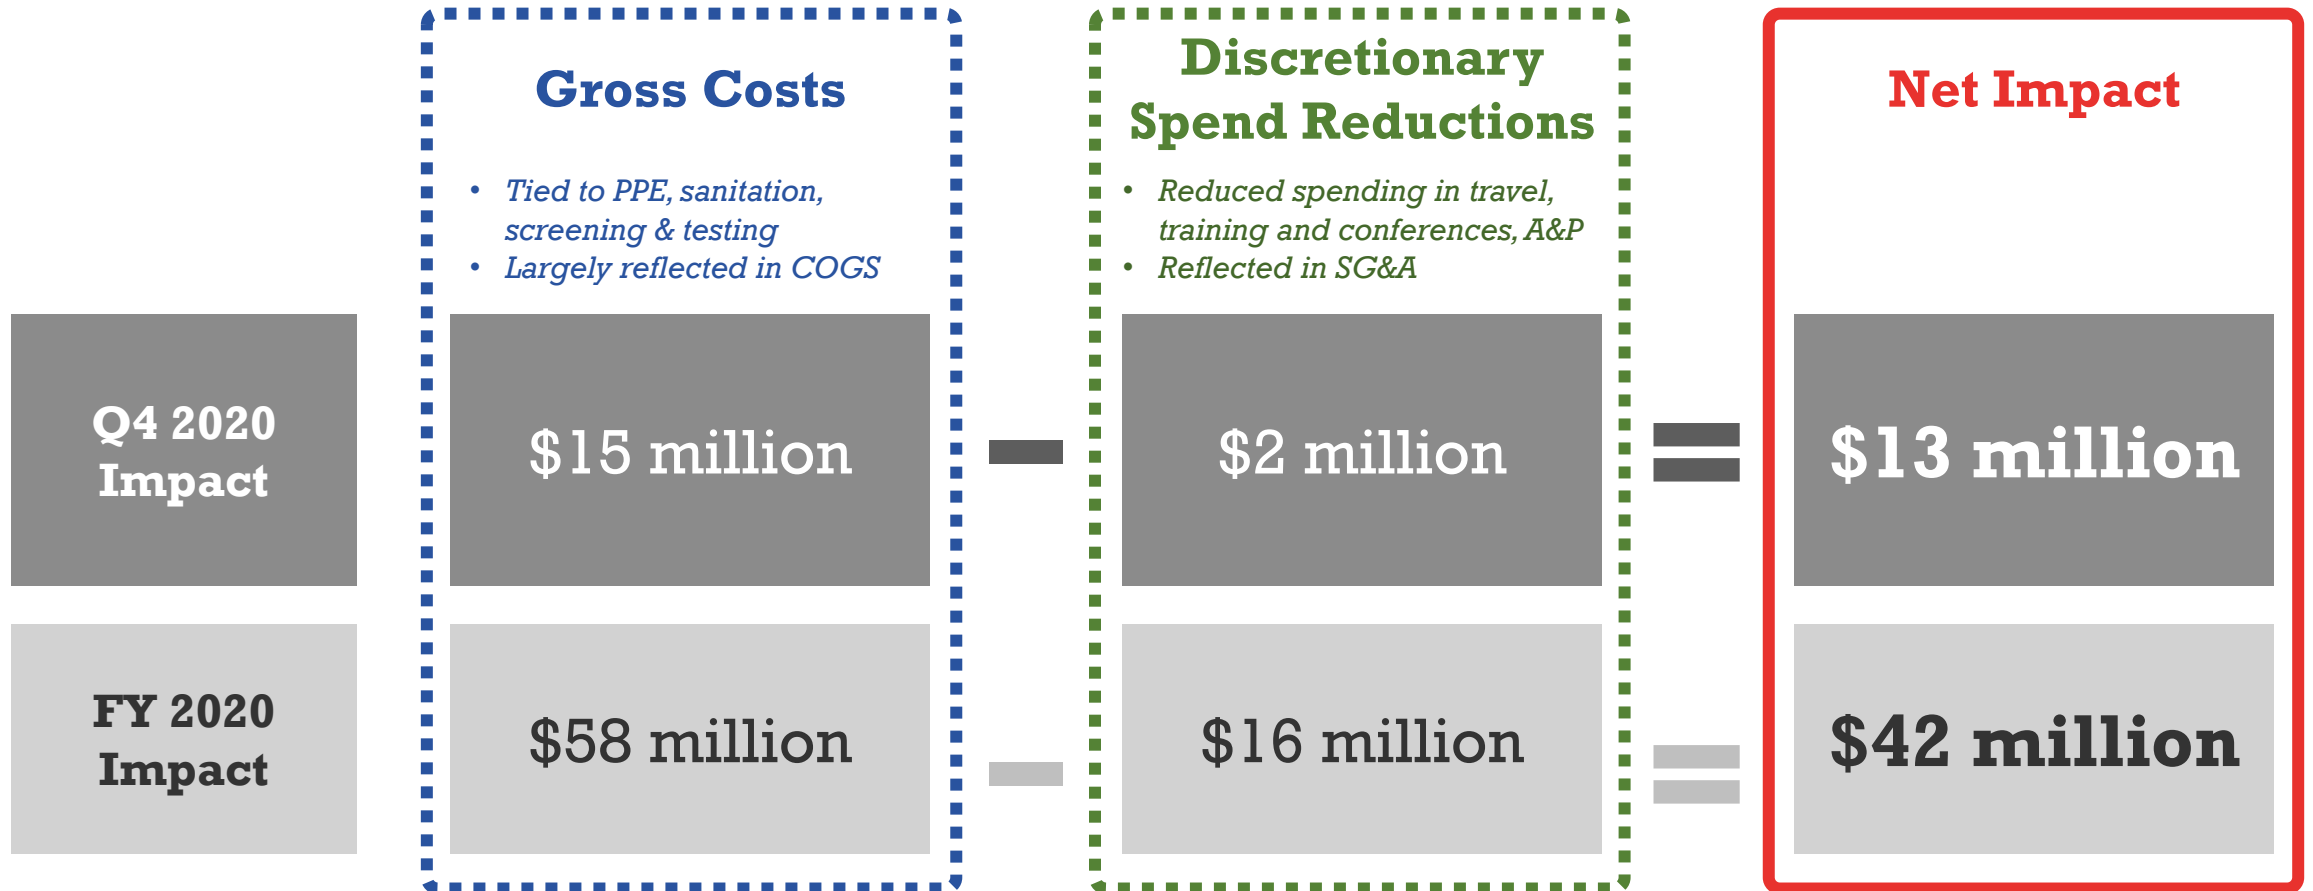 Gross Costs
• Tied to PPE, sanitation,
screening & testing
• Largely reflected in COGS
Discretionary
Spend Reductions
• Reduced spending in travel,
training and conferences, A&P
• Reflected in SG&A
Net Impact
Q4 2020
Impact
$15 million
$2 million
$13 million
FY 2020
Impact
$58 million
$16 million
$42 million